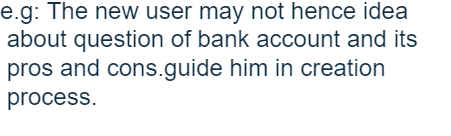 e.g: The new user may not hence idea
about question of bank account and its
pros and cons.guide him in creation
process.